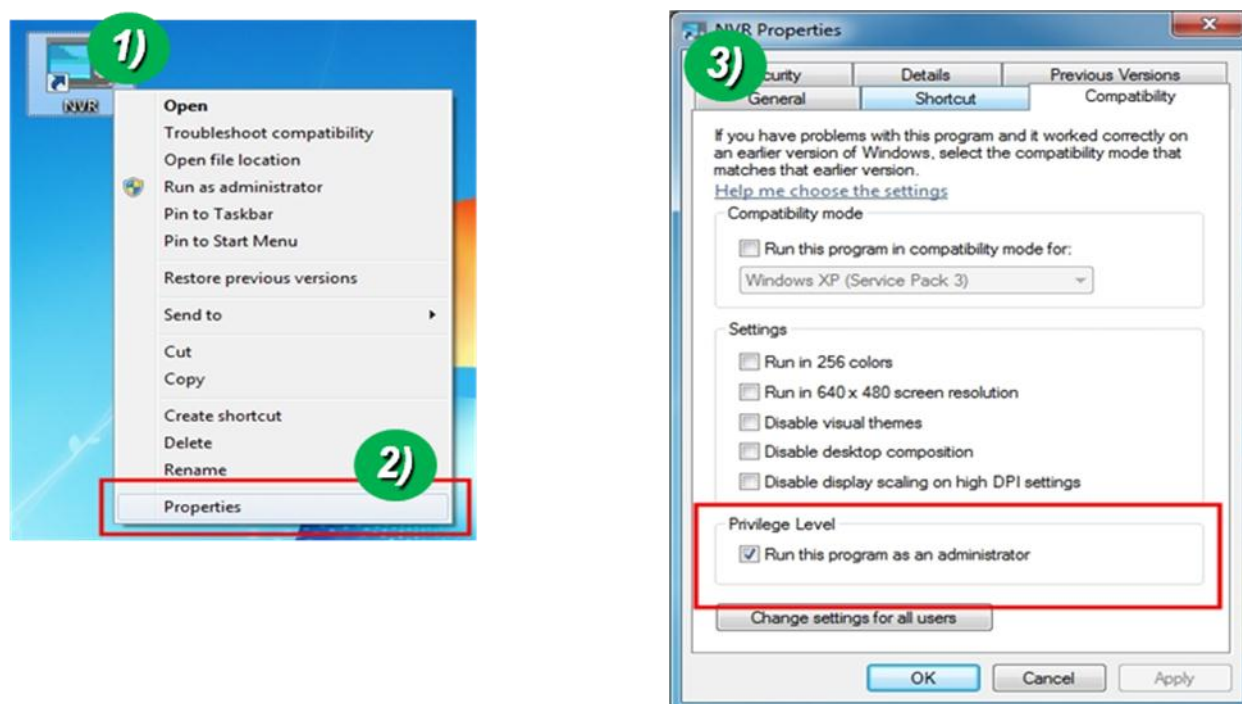 1)
NVR
Open
Troubleshoot compatibility
Open file location
Run as administrator
Pin to Taskbar
Pin to Start Menu
Restore previous versions
Send to
Cut
Copy
Create shortcut
Delete
Rename
2)
Properties
NVR Properties
3)
Details
Previous Versions
General
Shortcut
Compatibility
If you have problems with this program and it worked correctly on
an earlier version of Windows, select the compatibility mode that
matches that earlier version.
Help me choose the settings
Compatibility mode
Run this program in compatibility mode for:
Windows XP (Service Pack 3)
Settings
Run in 256 colors
Run in 640 x 480 screen resolution
Disable visual themes
Disable desktop composition
Disable display scaling on high DPI settings
Privilege Level
Run this program as an administrator
Change settings for all users
OK
Cancel
Apply